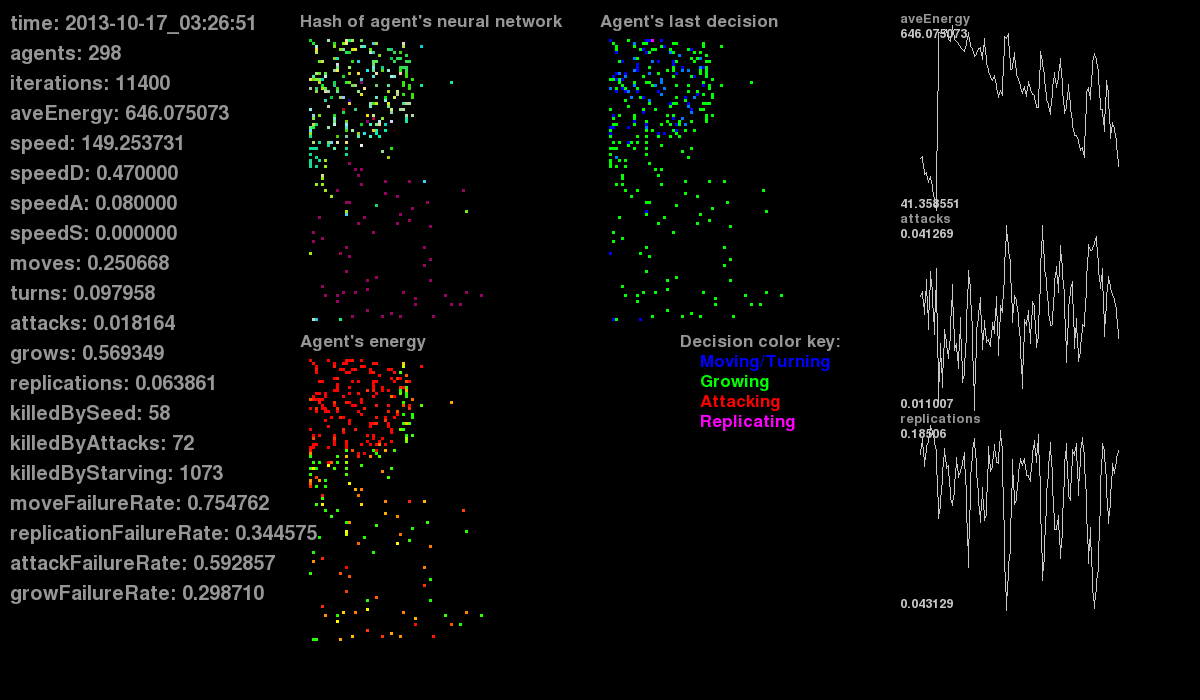 time: 2013-10-17_03:26:51
agents: 298
iterations: 11400
aveEnergy: 646.075073
speed: 149.253731
speedD: 0.470000
speedA: 0.080000
speedS: 0.000000
moves: 0.250668
turns: 0.097958
attacks: 0.018164
grows: 0.569349
replications: 0.063861
killedBySeed: 58
killedByAttacks: 72
killedByStarving: 1073
moveFailureRate: 0.754762
replicationFailureRate: 0.344575
attackFailureRate: 0.592857
growFailureRate: 0.298710
Hash of agent's neural network
Agent's energy
Agent's last decision
Decision color key:
Moving/Turning
Growing
Attacking
Replicating
aveEnergy
646.075073
41.358551
attacks
0.041269
0.011007
replications
0.18506
0.043129